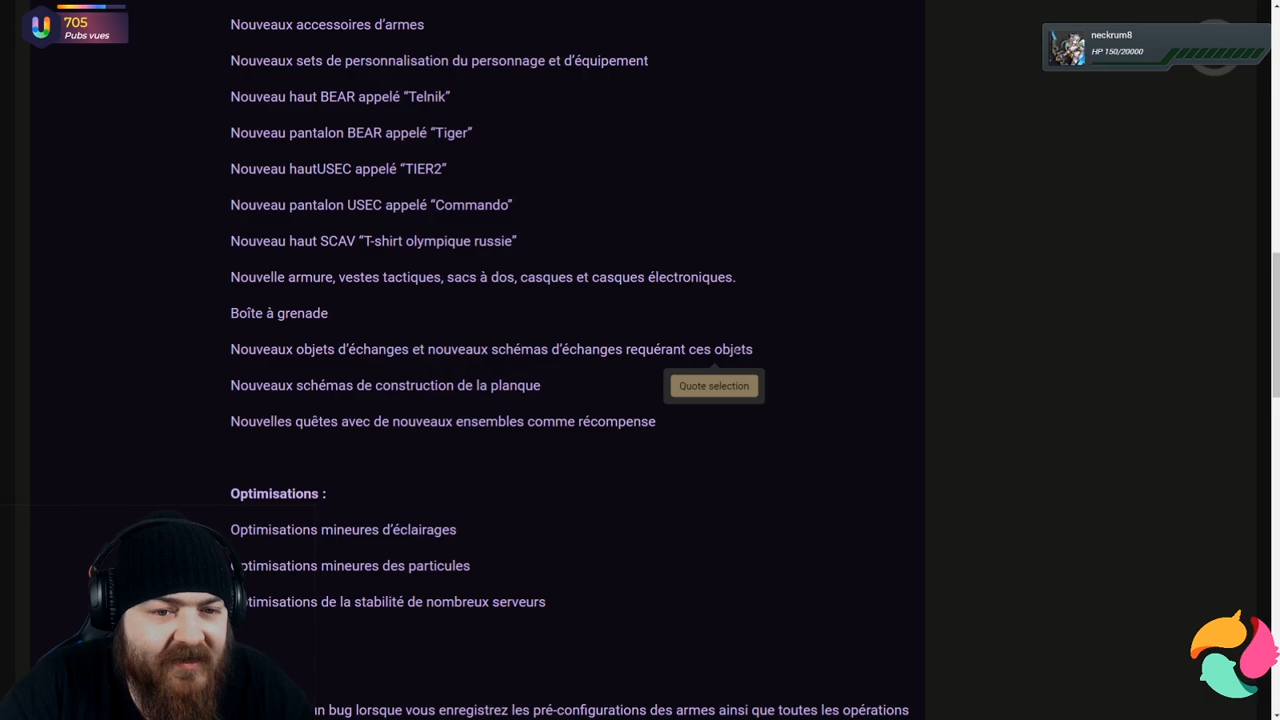 705
Pubs vues
neckrum8
HP 150/20000
Nouveaux accessoires d’armes
Nouveaux sets de personnalisation du personnage et d’équipement
Nouveau haut BEAR appelé “Telnik”
Nouveau pantalon BEAR appelé “Tiger”
Nouveau hautUSEC appelé “TIER2”
Nouveau pantalon USEC appelé “Commando”
Nouveau haut SCAV “T-shirt olympique russie”
Nouvelle armure, vestes tactiques, sacs à dos, casques et casques électroniques.
Boîte à grenade
Nouveaux objets d’échanges et nouveaux schémas d’échanges requérant ces objets
Quote selection
Nouveaux schémas de construction de la planque
Nouvelles quêtes avec de nouveaux ensembles comme récompense
Optimisations :
Optimisations mineures d’éclairages
optimisations mineures des particules
optimisations de la stabilité de nombreux serveurs
un bug lorsque vous enregistrez les pré-configurations des armes ainsi que toutes les opérations